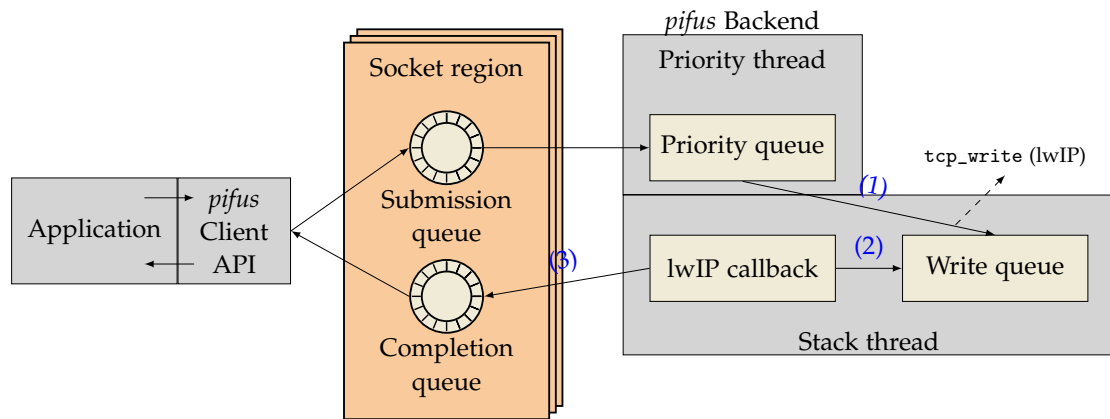 pifus Backend
Priority thread
Socket region
Priority queue
tcp_write (lwIP)
(1)
Application
pifus
Client
API
Submission
queue
(3)
lwIP callback
(2)
Write queue
Completion
queue
Stack thread